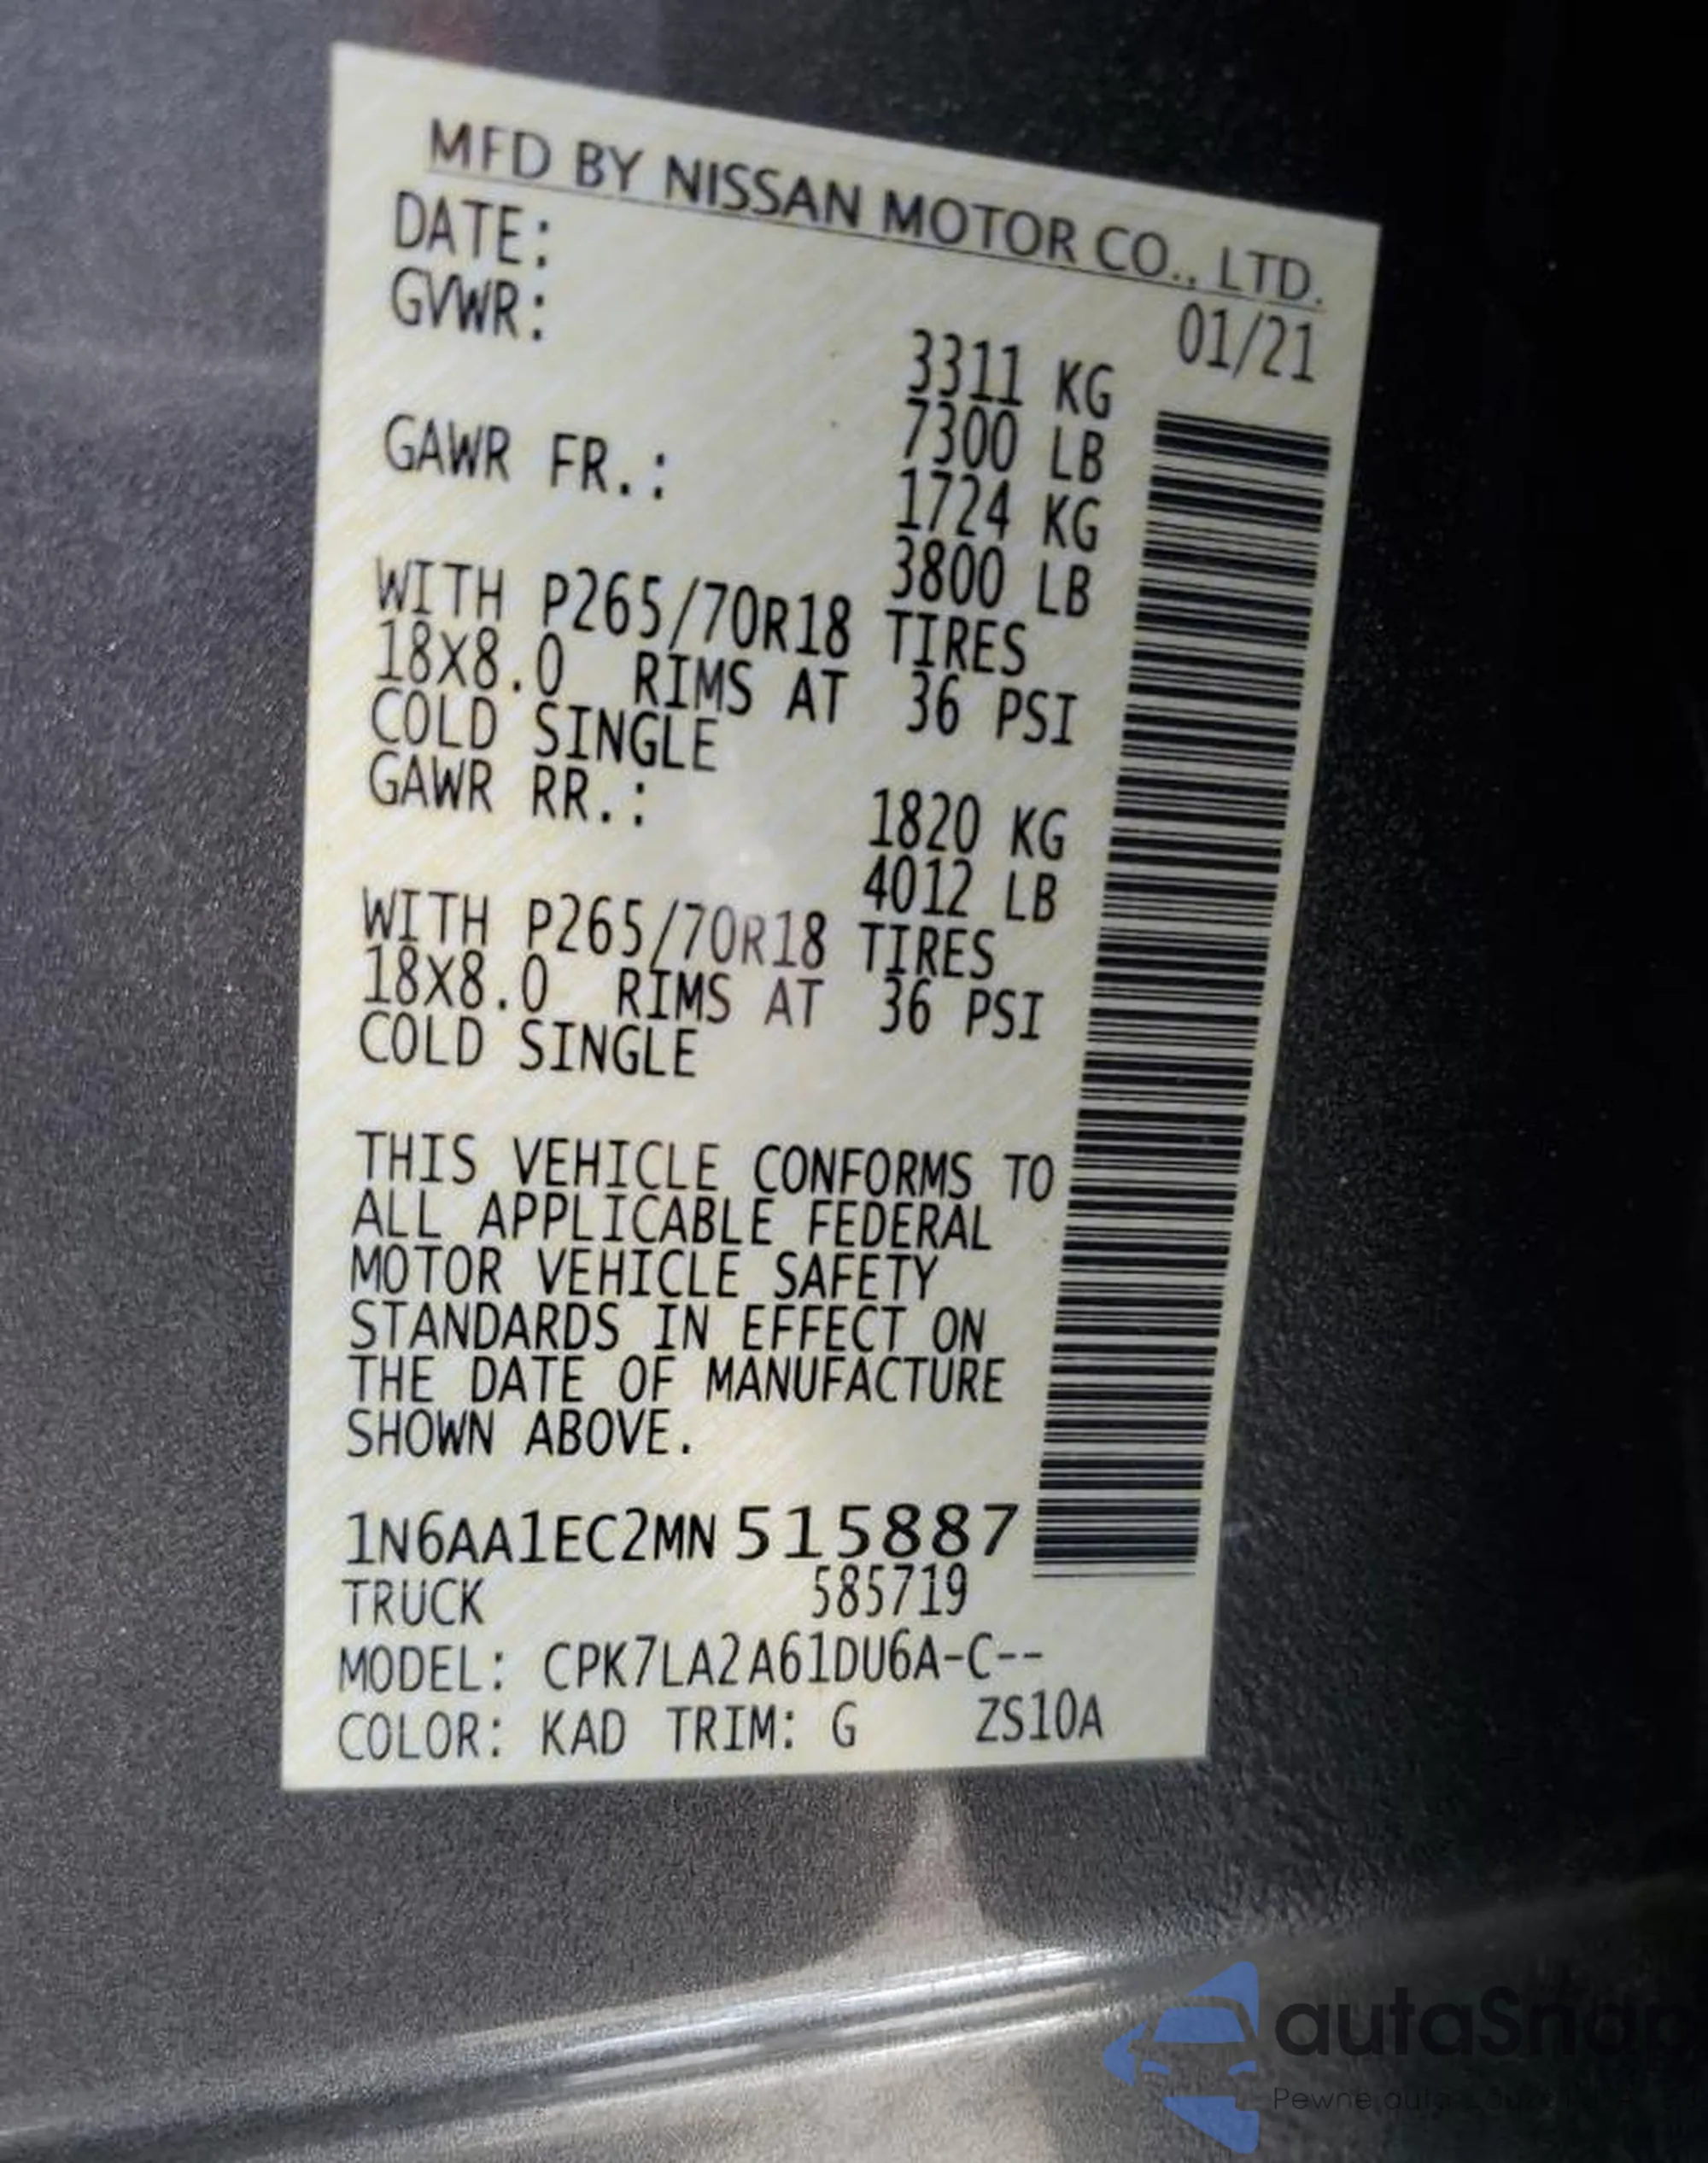 MFD BY NISSAN MOTOR CO., LTD.
DATE: 01/21
GVWR: 3311 KG
7300 LB
GAWR FR.: 1724 KG
3800 LB
WITH P265/70R18 TIRES
18X8.0 RIMS AT 36 PSI
COLD SINGLE
GAWR RR.: 1820 KG
4012 LB
WITH P265/70R18 TIRES
18X8.0 RIMS AT 36 PSI
COLD SINGLE
THIS VEHICLE CONFORMS TO
ALL APPLICABLE FEDERAL
MOTOR VEHICLE SAFETY
STANDARDS IN EFFECT ON
THE DATE OF MANUFACTURE
SHOWN ABOVE.
1N6AA1EC2MN515887
TRUCK 585719
MODEL: CPK7LA2A61DU6A-C--
COLOR: KAD TRIM: G ZS10A
autaSna
Pewne auta